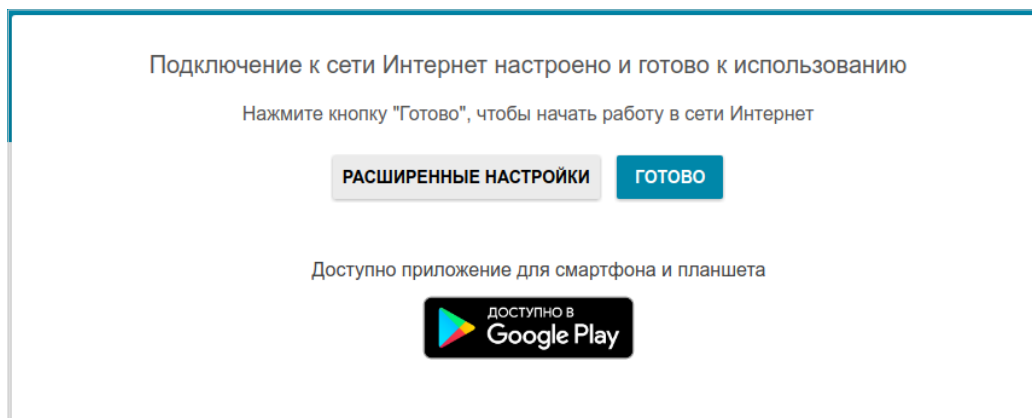 Подключение к сети Интернет настроено и готово к использованию
Нажмите кнопку "Готово", чтобы начать работу в сети Интернет
РАСШИРЕННЫЕ НАСТРОЙКИ ГОТОВО
Доступно приложение для смартфона и планшета
ДОСТУПНО В
Google Play